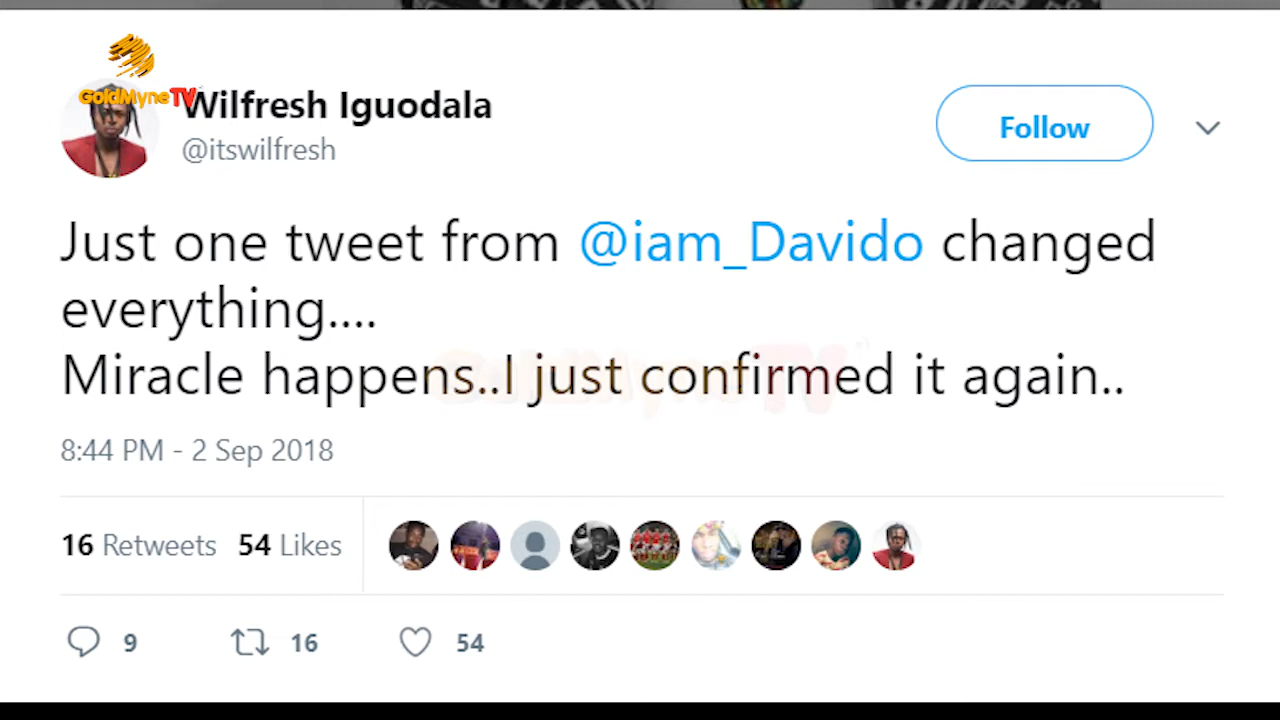 GoldMyneTV
Wilfresh Iguodala
@itswilfresh
Follow
Just one tweet from @iam_Davido changed
everything....
Miracle happens..I just confirmed it again..
GoldMyneTV
8:44 PM - 2 Sep 2018
16 Retweets 54 Likes
9 16 54